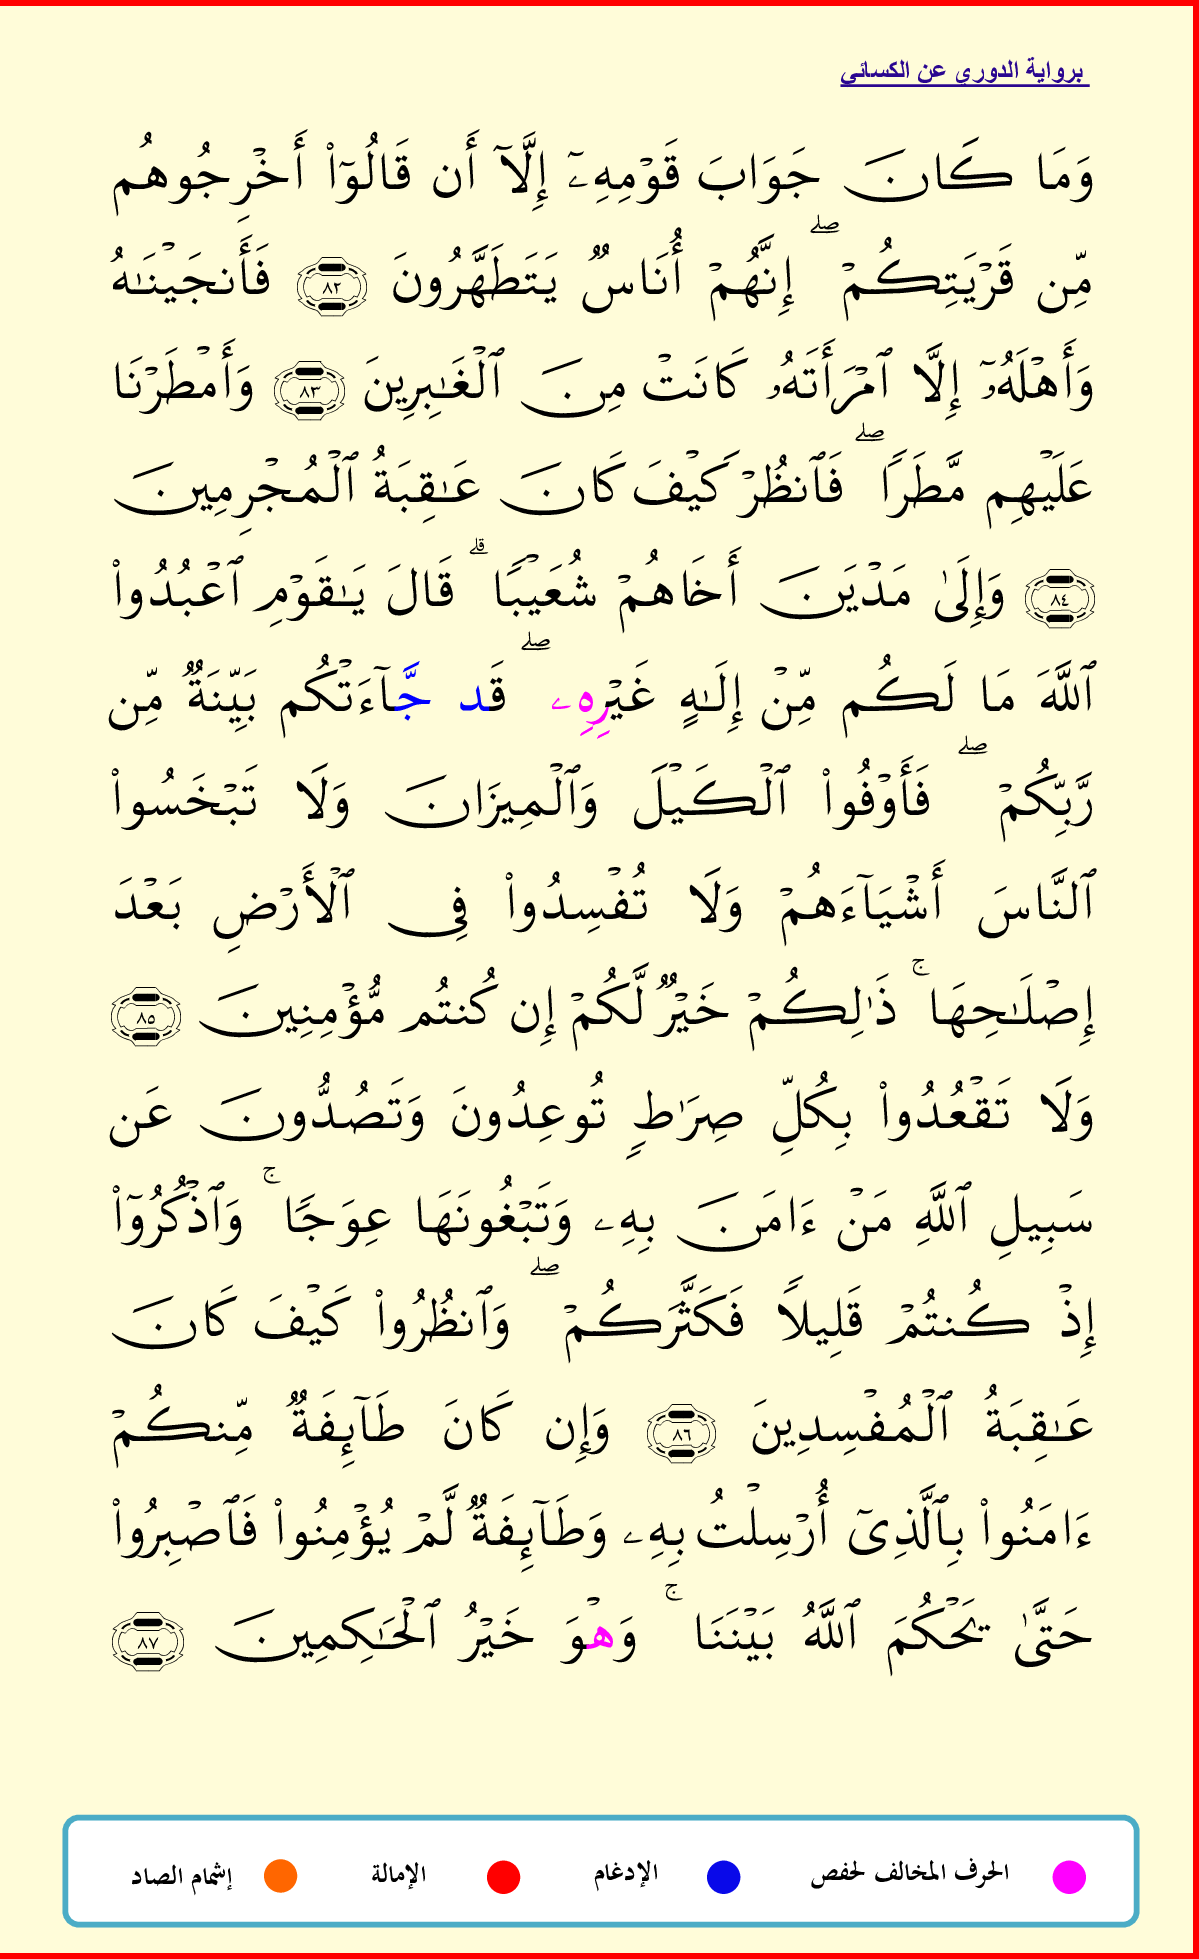 برواية الدوري عن الكسائي
وَمَا كَانَ جَوَابَ قَوْمِهِۦٓ إِلَّآ أَن قَالُوٓا۟ أَخْرِجُوهُم
مِّن قَرْيَتِكُمْ ۖ إِنَّهُمْ أُنَاسٌ يَتَطَهَّرُونَ ٨٢ فَأَنجَيْنَـٰهُ
وَأَهْلَهُۥٓ إِلَّا ٱمْرَأَتَهُۥ كَانَتْ مِنَ ٱلْغَـٰبِرِينَ ٨٣ وَأَمْطَرْنَا
عَلَيْهِم مَّطَرًا ۖ فَٱنظُرْ كَيْفَ كَانَ عَـٰقِبَةُ ٱلْمُجْرِمِينَ
٨٤ وَإِلَىٰ مَدْيَنَ أَخَاهُمْ شُعَيْبًا ۗ قَالَ يَـٰقَوْمِ ٱعْبُدُوا۟
ٱللَّهَ مَا لَكُم مِّنْ إِلَـٰهٍ غَيْرِهِۦ ۖ قَد جَّآءَتْكُم بَيِّنَةٌ مِّن
رَّبِّكُمْ ۖ فَأَوْفُوا۟ ٱلْكَيْلَ وَٱلْمِيزَانَ وَلَا تَبْخَسُوا۟
ٱلنَّاسَ أَشْيَآءَهُمْ وَلَا تُفْسِدُوا۟ فِى ٱلْأَرْضِ بَعْدَ
إِصْلَـٰحِهَا ۚ ذَٰلِكُمْ خَيْرٌ لَّكُمْ إِن كُنتُم مُّؤْمِنِينَ ٨٥
وَلَا تَقْعُدُوا۟ بِكُلِّ صِرَٰطٍ تُوعِدُونَ وَتَصُدُّونَ عَن
سَبِيلِ ٱللَّهِ مَنْ ءَامَنَ بِهِۦ وَتَبْغُونَهَا عِوَجًا ۚ وَٱذْكُرُوٓا۟
إِذْ كُنتُمْ قَلِيلًا فَكَثَّرَكُمْ ۖ وَٱنظُرُوا۟ كَيْفَ كَانَ
عَـٰقِبَةُ ٱلْمُفْسِدِينَ ٨٦ وَإِن كَانَ طَآئِفَةٌ مِّنكُمْ
ءَامَنُوا۟ بِٱلَّذِىٓ أُرْسِلْتُ بِهِۦ وَطَآئِفَةٌ لَّمْ يُؤْمِنُوا۟ فَٱصْبِرُوا۟
حَتَّىٰ يَحْكُمَ ٱللَّهُ بَيْنَنَا ۚ وَهْوَ خَيْرُ ٱلْحَـٰكِمِينَ ٨٧
الحرف المخالف لحفص الإدغام الإمالة إشمام الصاد